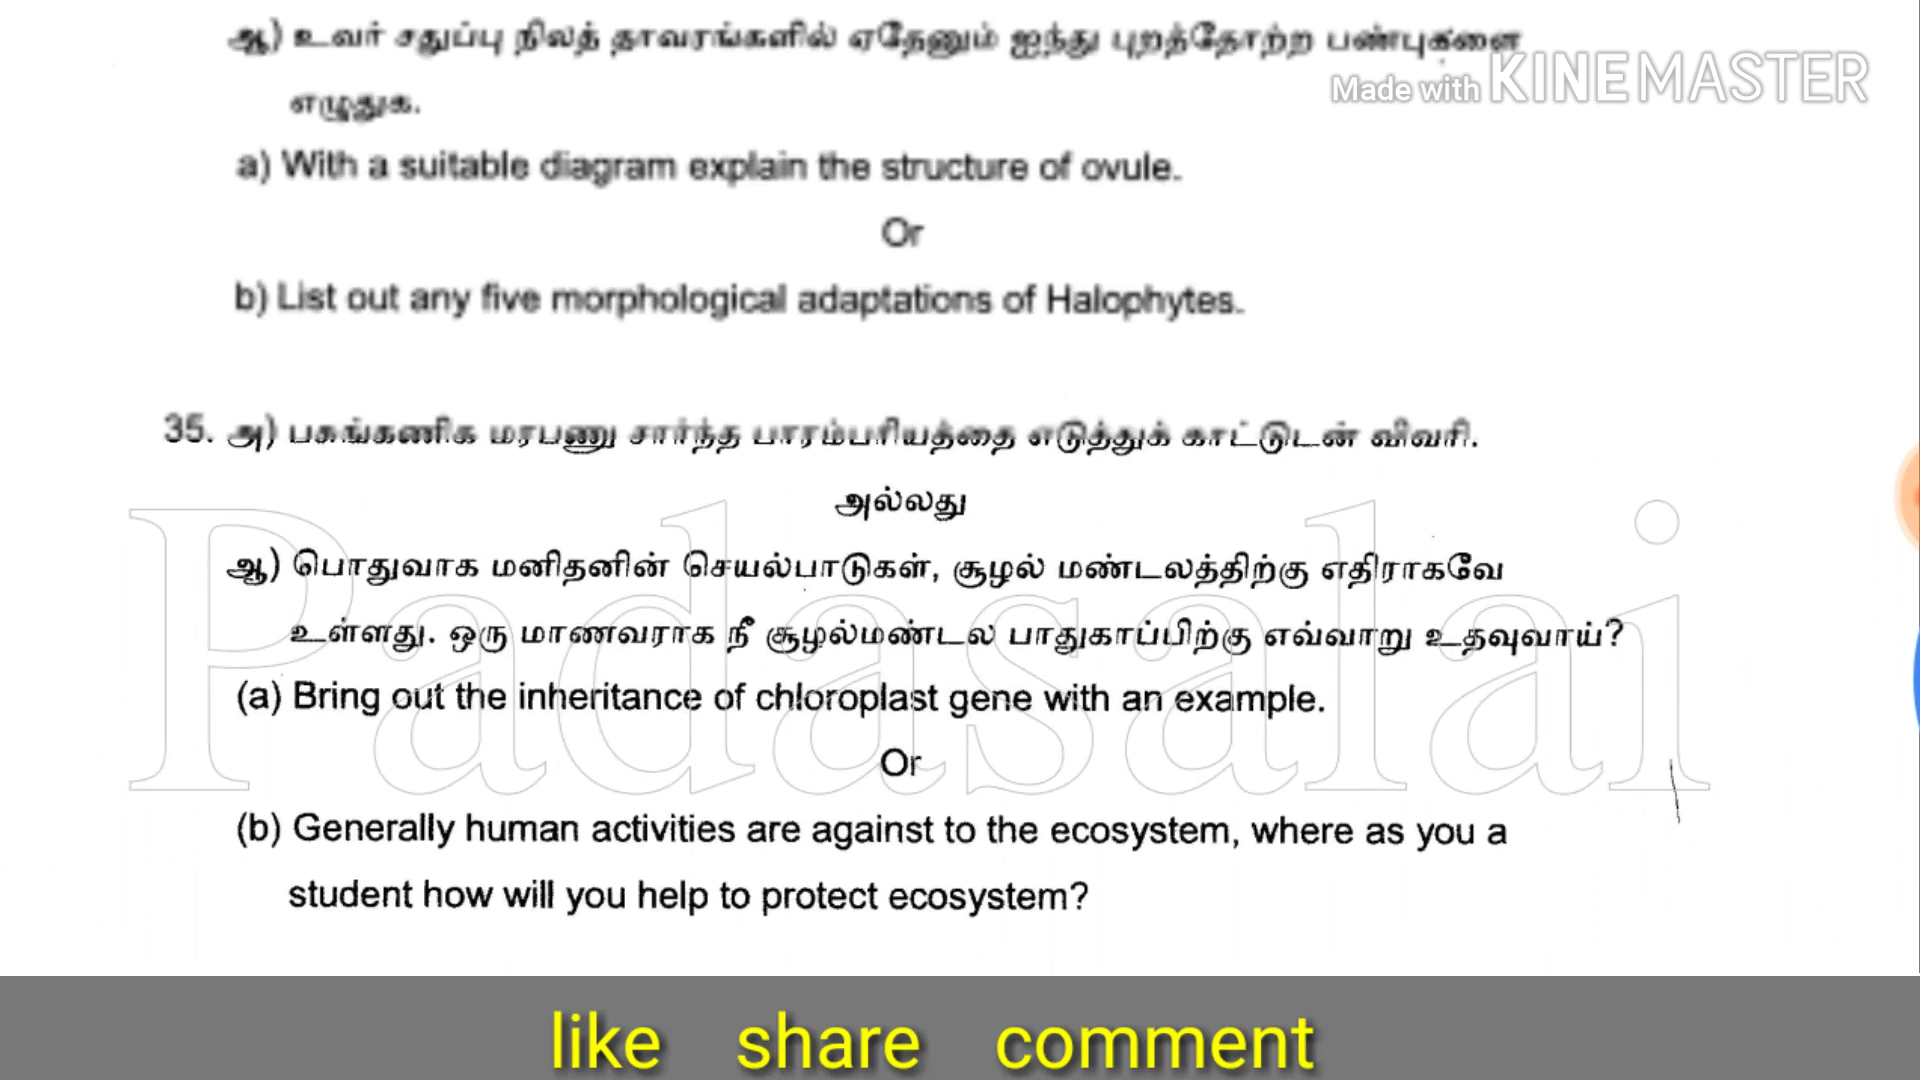 ஆ) உவர் சதுப்பு நிலத் தாவரங்களில் ஏதேனும் ஐந்து புறத்தோற்ற பண்புகளை
Made with KINEMASTER
எழுதுக.
a) With a suitable diagram explain the structure of ovule.
Or
b) List out any five morphological adaptations of Halophytes.
35. அ) பசுங்கணிக மரபணு சார்ந்த பாரம்பரியத்தை எடுத்துக் காட்டுடன் விவரி.
அல்லது
ஆ) பொதுவாக மனிதனின் செயல்பாடுகள், சூழல் மண்டலத்திற்கு எதிராகவே
உள்ளது. ஒரு மாணவராக நீ சூழல்மண்டல பாதுகாப்பிற்கு எவ்வாறு உதவுவாய்?
Padasalai
(a) Bring out the inheritance of chloroplast gene with an example.
Or
(b) Generally human activities are against to the ecosystem, where as you a
student how will you help to protect ecosystem?
like share comment